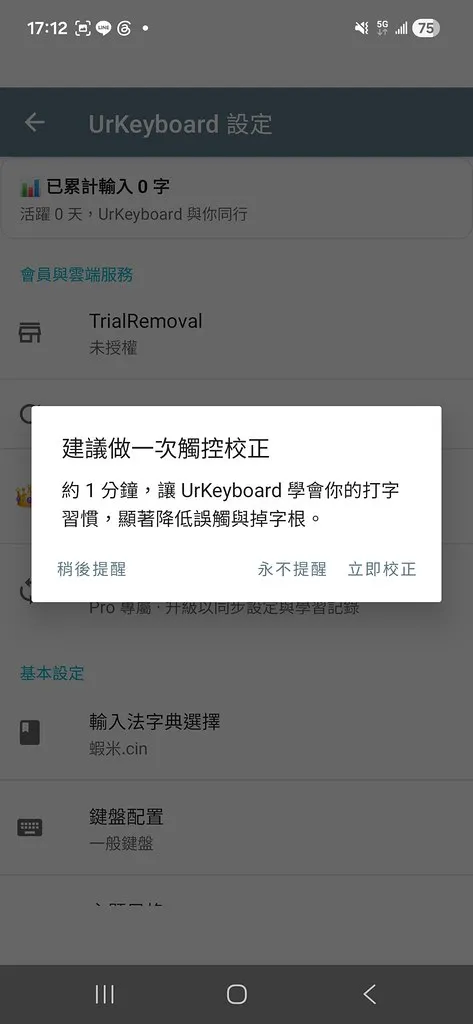 17:12
LINE
5G
75
UrKeyboard 設定
已累計輸入 0 字
活躍 0 天，UrKeyboard 與你同行
會員與雲端服務
TrialRemoval
未授權
建議做一次觸控校正
約 1 分鐘，讓 UrKeyboard 學會你的打字
習慣，顯著降低誤觸與掉字根。
稍後提醒
永不提醒
立即校正
Pro 專屬 · 升級以同步設定與學習記錄
基本設定
輸入法字典選擇
蝦米.cin
鍵盤配置
一般鍵盤